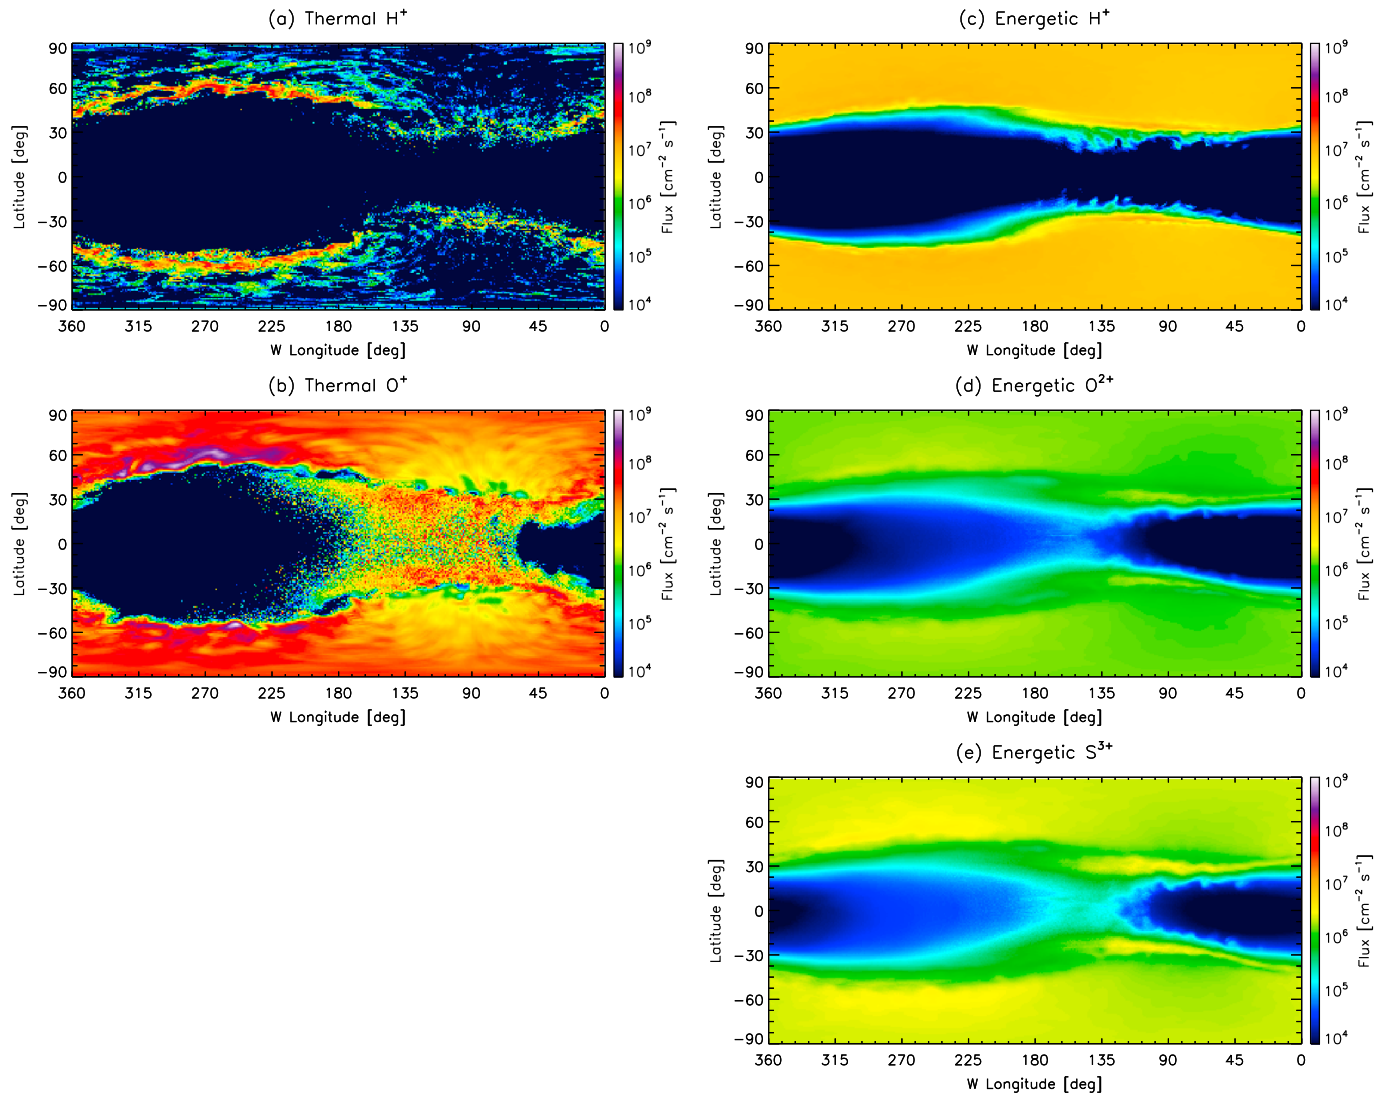 (a) Thermal H⁺
90
60
30
0
−30
−60
−90
Latitude [deg]
360 315 270 225 180 135 90 45 0
W Longitude [deg]
10⁹
10⁸
10⁷
10⁶
10⁵
10⁴
Flux [cm⁻² s⁻¹]
(c) Energetic H⁺
90
60
30
0
−30
−60
−90
Latitude [deg]
360 315 270 225 180 135 90 45 0
W Longitude [deg]
10⁹
10⁸
10⁷
10⁶
10⁵
10⁴
Flux [cm⁻² s⁻¹]
(b) Thermal O⁺
90
60
30
0
−30
−60
−90
Latitude [deg]
360 315 270 225 180 135 90 45 0
W Longitude [deg]
10⁹
10⁸
10⁷
10⁶
10⁵
10⁴
Flux [cm⁻² s⁻¹]
(d) Energetic O²⁺
90
60
30
0
−30
−60
−90
Latitude [deg]
360 315 270 225 180 135 90 45 0
W Longitude [deg]
10⁹
10⁸
10⁷
10⁶
10⁵
10⁴
Flux [cm⁻² s⁻¹]
(e) Energetic S³⁺
90
60
30
0
−30
−60
−90
Latitude [deg]
360 315 270 225 180 135 90 45 0
W Longitude [deg]
10⁹
10⁸
10⁷
10⁶
10⁵
10⁴
Flux [cm⁻² s⁻¹]